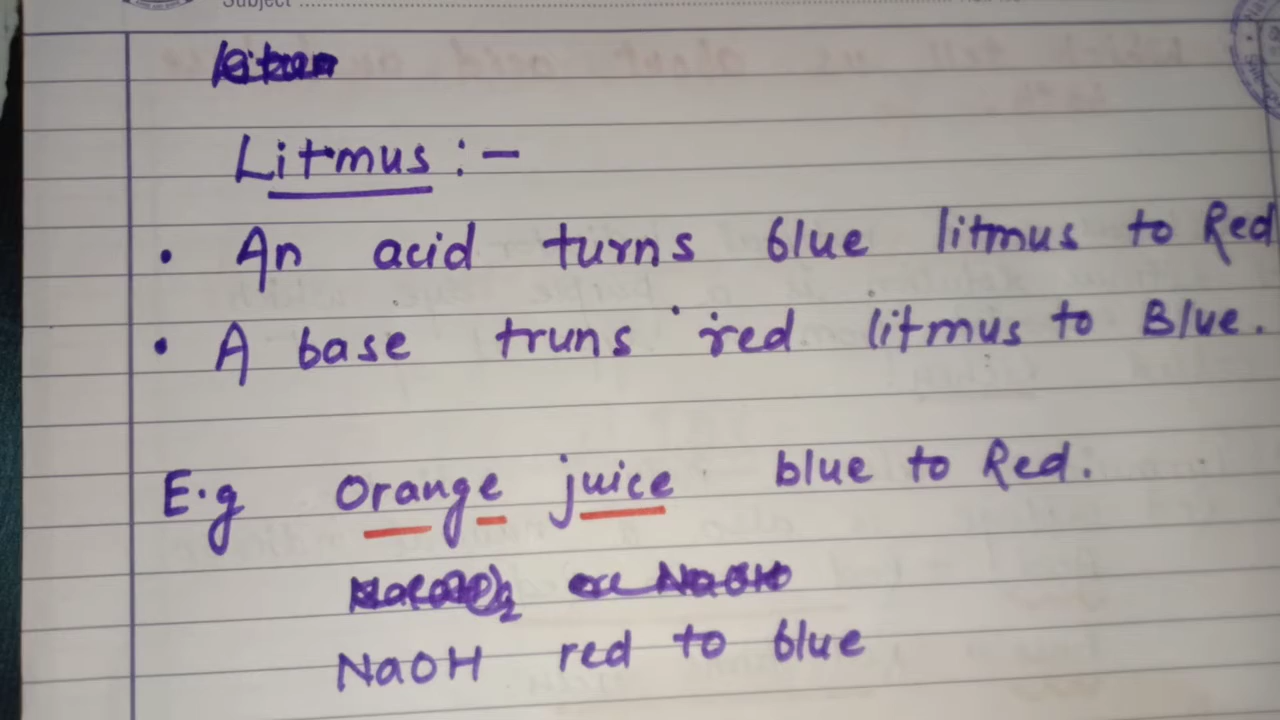 Subject
Litmus :-
• An acid turns blue litmus to Red
• A base truns red litmus to Blue.
E.g Orange juice blue to Red.
NaOH red to blue